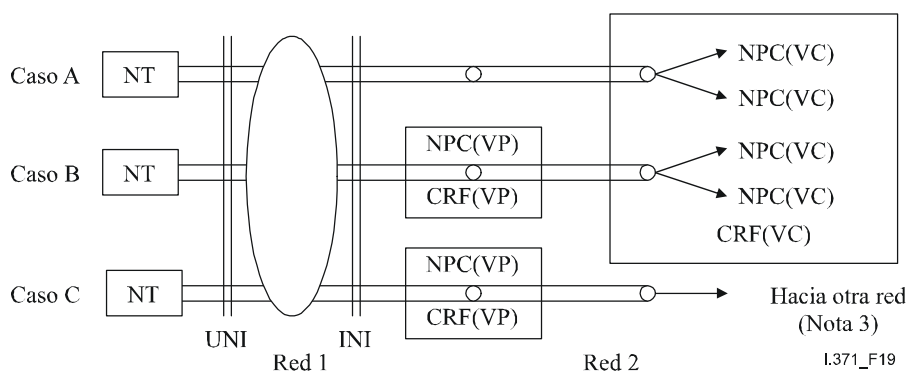 Caso A
NT
NPC(VC)
NPC(VC)
Caso B
NT
NPC(VP)
CRF(VP)
NPC(VC)
NPC(VC)
CRF(VC)
Caso C
NT
NPC(VP)
CRF(VP)
Hacia otra red
(Nota 3)
UNI
Red 1
INI
Red 2
I.371_F19